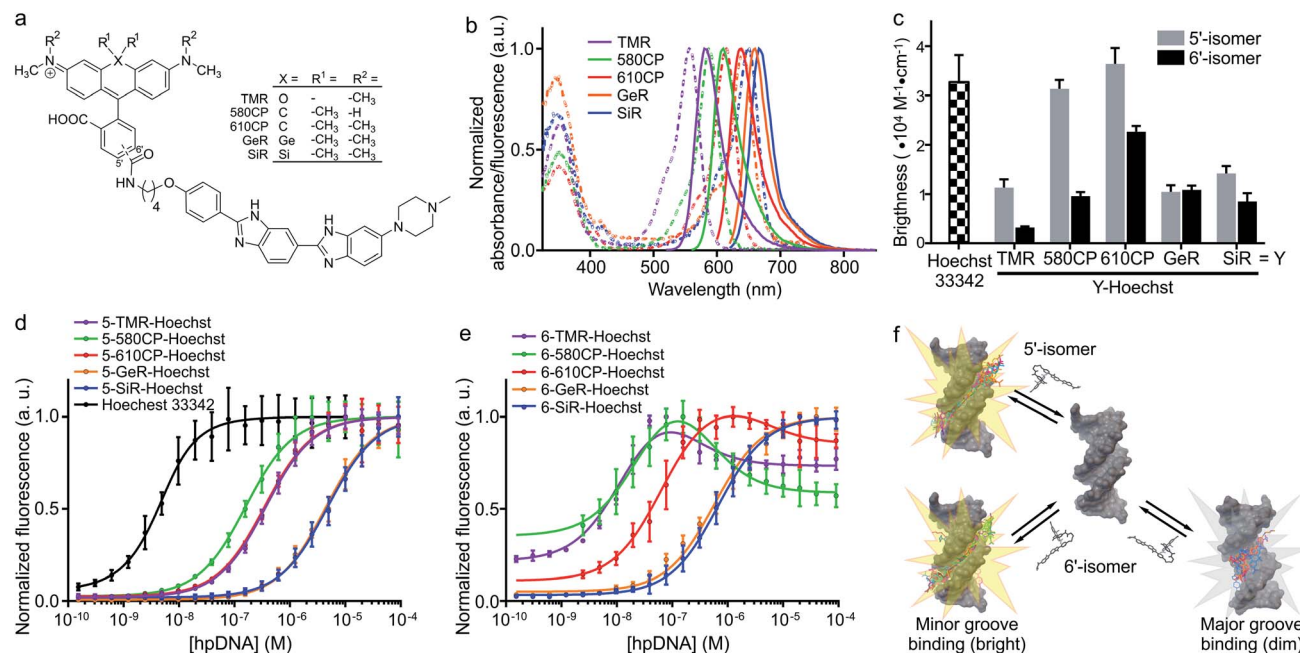 a
R²
R¹
R¹
R²
H₃C
N
⊕
X
N
CH₃
HOOC
5'
6'
O
HN
4
O
N
H
N
N
H
N
N
N
X = R¹ = R² =
TMR O - -CH₃
580CP C -CH₃ -H
610CP C -CH₃ -CH₃
GeR Ge -CH₃ -CH₃
SiR Si -CH₃ -CH₃
b
Normalized
absorbance/fluorescence (a.u.)
1.0
0.5
0.0
TMR
580CP
610CP
GeR
SiR
400 500 600 700 800
Wavelength (nm)
c
Brigthness ( •10⁴ M⁻¹•cm⁻¹)
4
3
2
1
0
5'-isomer
6'-isomer
Hoechst
33342
TMR 580CP 610CP GeR SiR = Y
Y-Hoechst
d
5-TMR-Hoechst
5-580CP-Hoechst
5-610CP-Hoechst
5-GeR-Hoechst
5-SiR-Hoechst
Hoechest 33342
Normalized fluorescence (a. u.)
1.0
0.5
0.0
10⁻¹⁰ 10⁻⁹ 10⁻⁸ 10⁻⁷ 10⁻⁶ 10⁻⁵ 10⁻⁴
[hpDNA] (M)
e
6-TMR-Hoechst
6-580CP-Hoechst
6-610CP-Hoechst
6-GeR-Hoechst
6-SiR-Hoechst
Normalized fluorescence (a. u.)
1.0
0.5
0.0
10⁻¹⁰ 10⁻⁹ 10⁻⁸ 10⁻⁷ 10⁻⁶ 10⁻⁵ 10⁻⁴
[hpDNA] (M)
f
5'-isomer
6'-isomer
Minor groove
binding (bright)
Major groove
binding (dim)